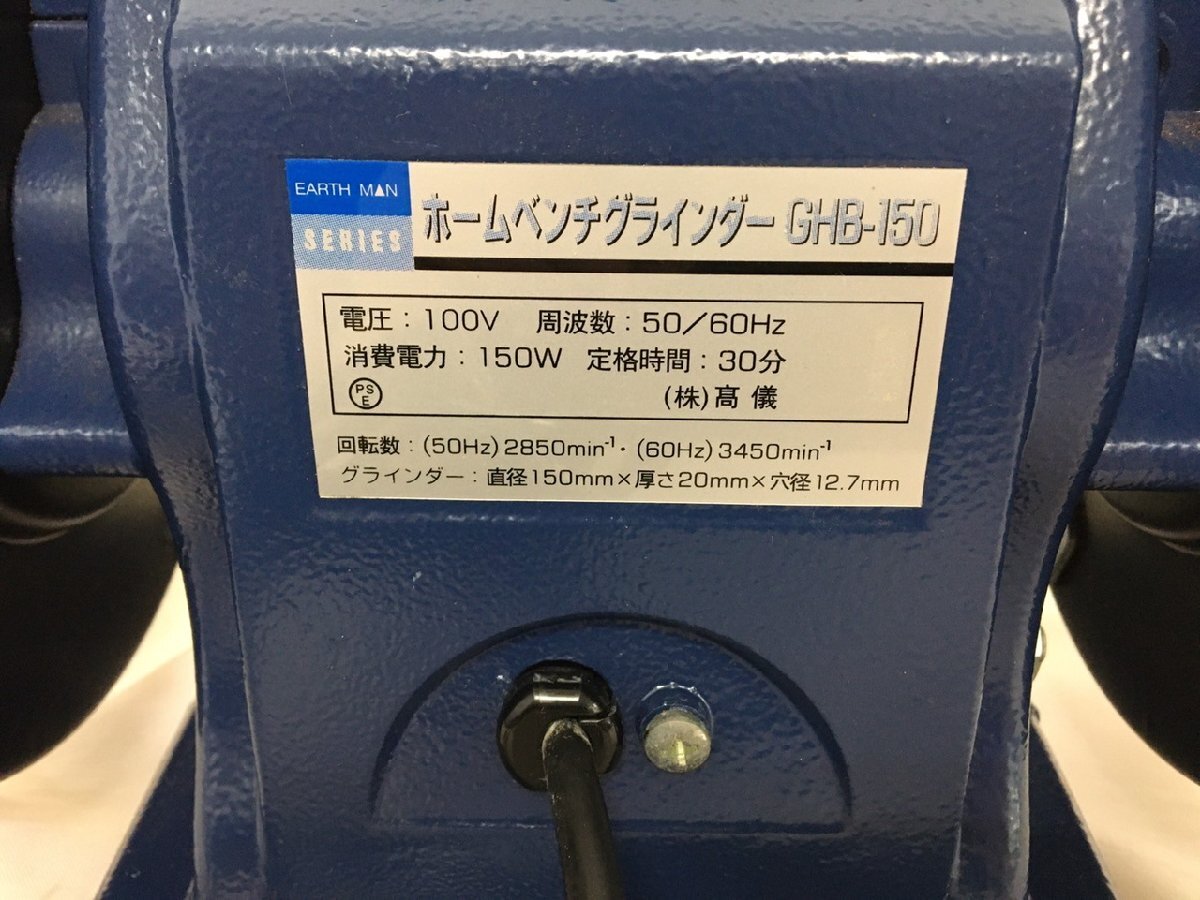 EARTH MAN
SERIES
ホームベンチグラインダー GHB-150
電圧：100V 周波数：50／60Hz
消費電力：150W 定格時間：30分
PSE (株)髙儀
回転数：(50Hz)2850min⁻¹・(60Hz)3450min⁻¹
グラインダー：直径150mm×厚さ20mm×穴径12.7mm